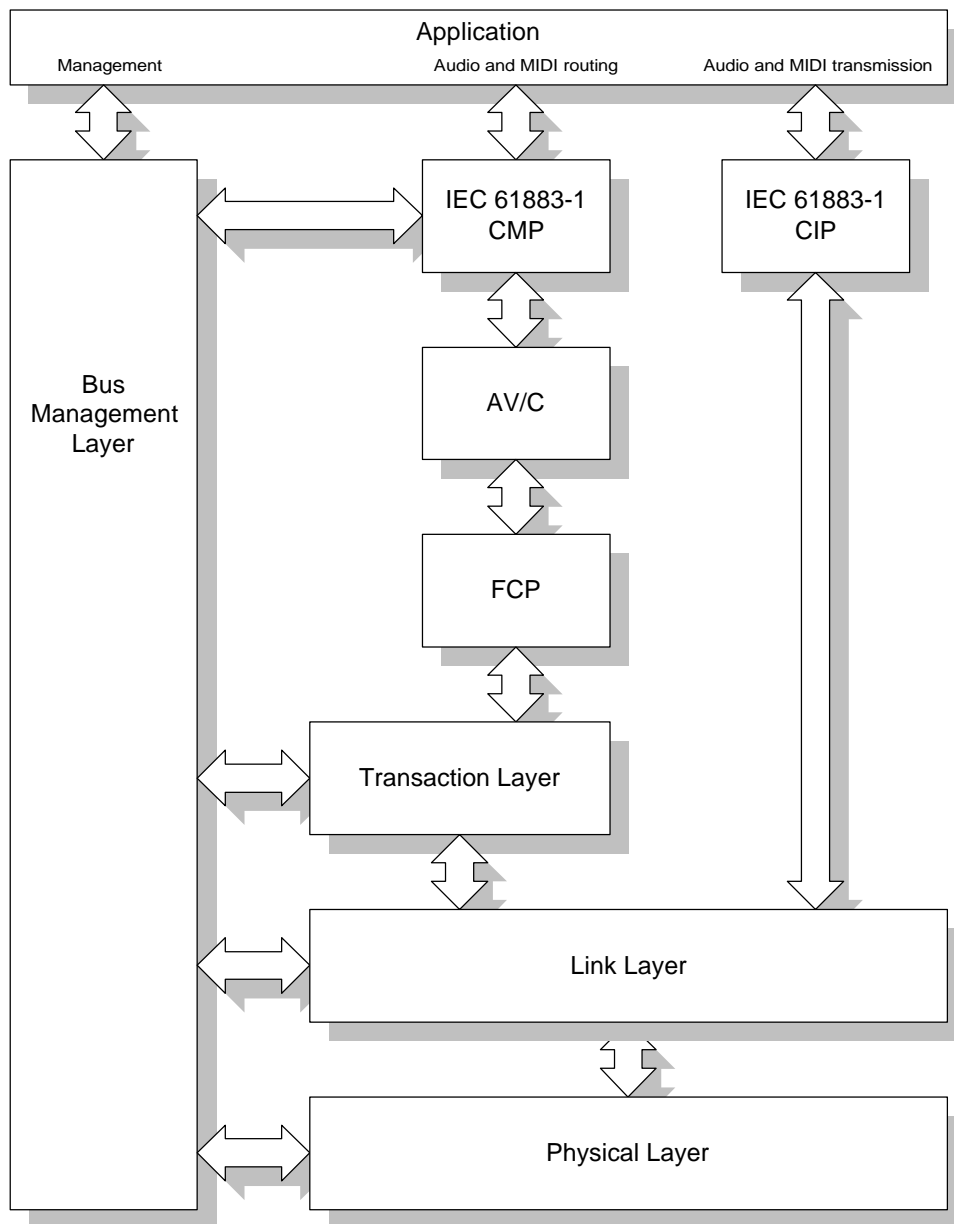 Application
Management
Audio and MIDI routing
Audio and MIDI transmission
IEC 61883-1
CMP
IEC 61883-1
CIP
Bus
Management
Layer
AV/C
FCP
Transaction Layer
Link Layer
Physical Layer